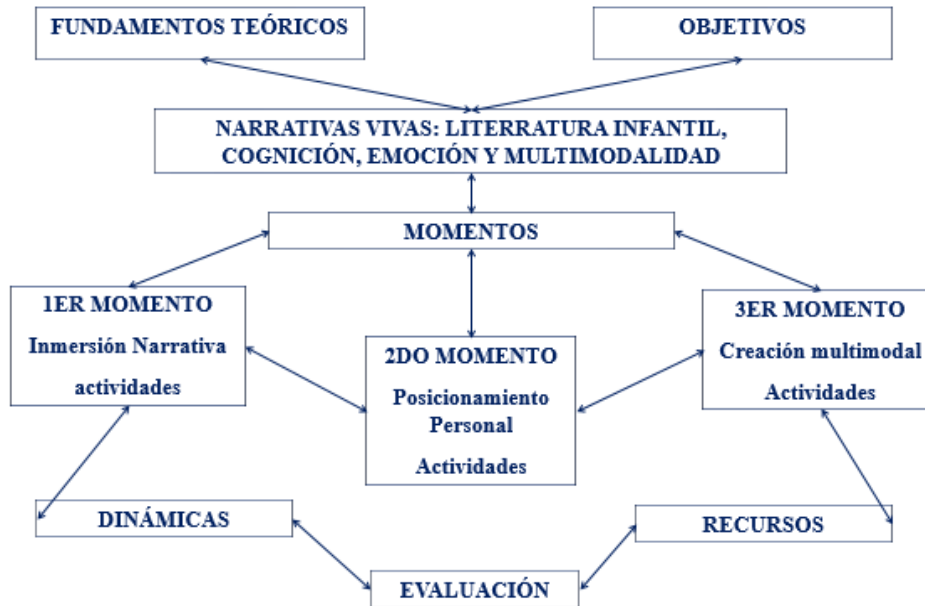 FUNDAMENTOS TEÓRICOS
OBJETIVOS
NARRATIVAS VIVAS: LITERRATURA INFANTIL,
COGNICIÓN, EMOCIÓN Y MULTIMODALIDAD
MOMENTOS
1ER MOMENTO
Inmersión Narrativa
actividades
2DO MOMENTO
Posicionamiento
Personal
Actividades
3ER MOMENTO
Creación multimodal
Actividades
DINÁMICAS
RECURSOS
EVALUACIÓN